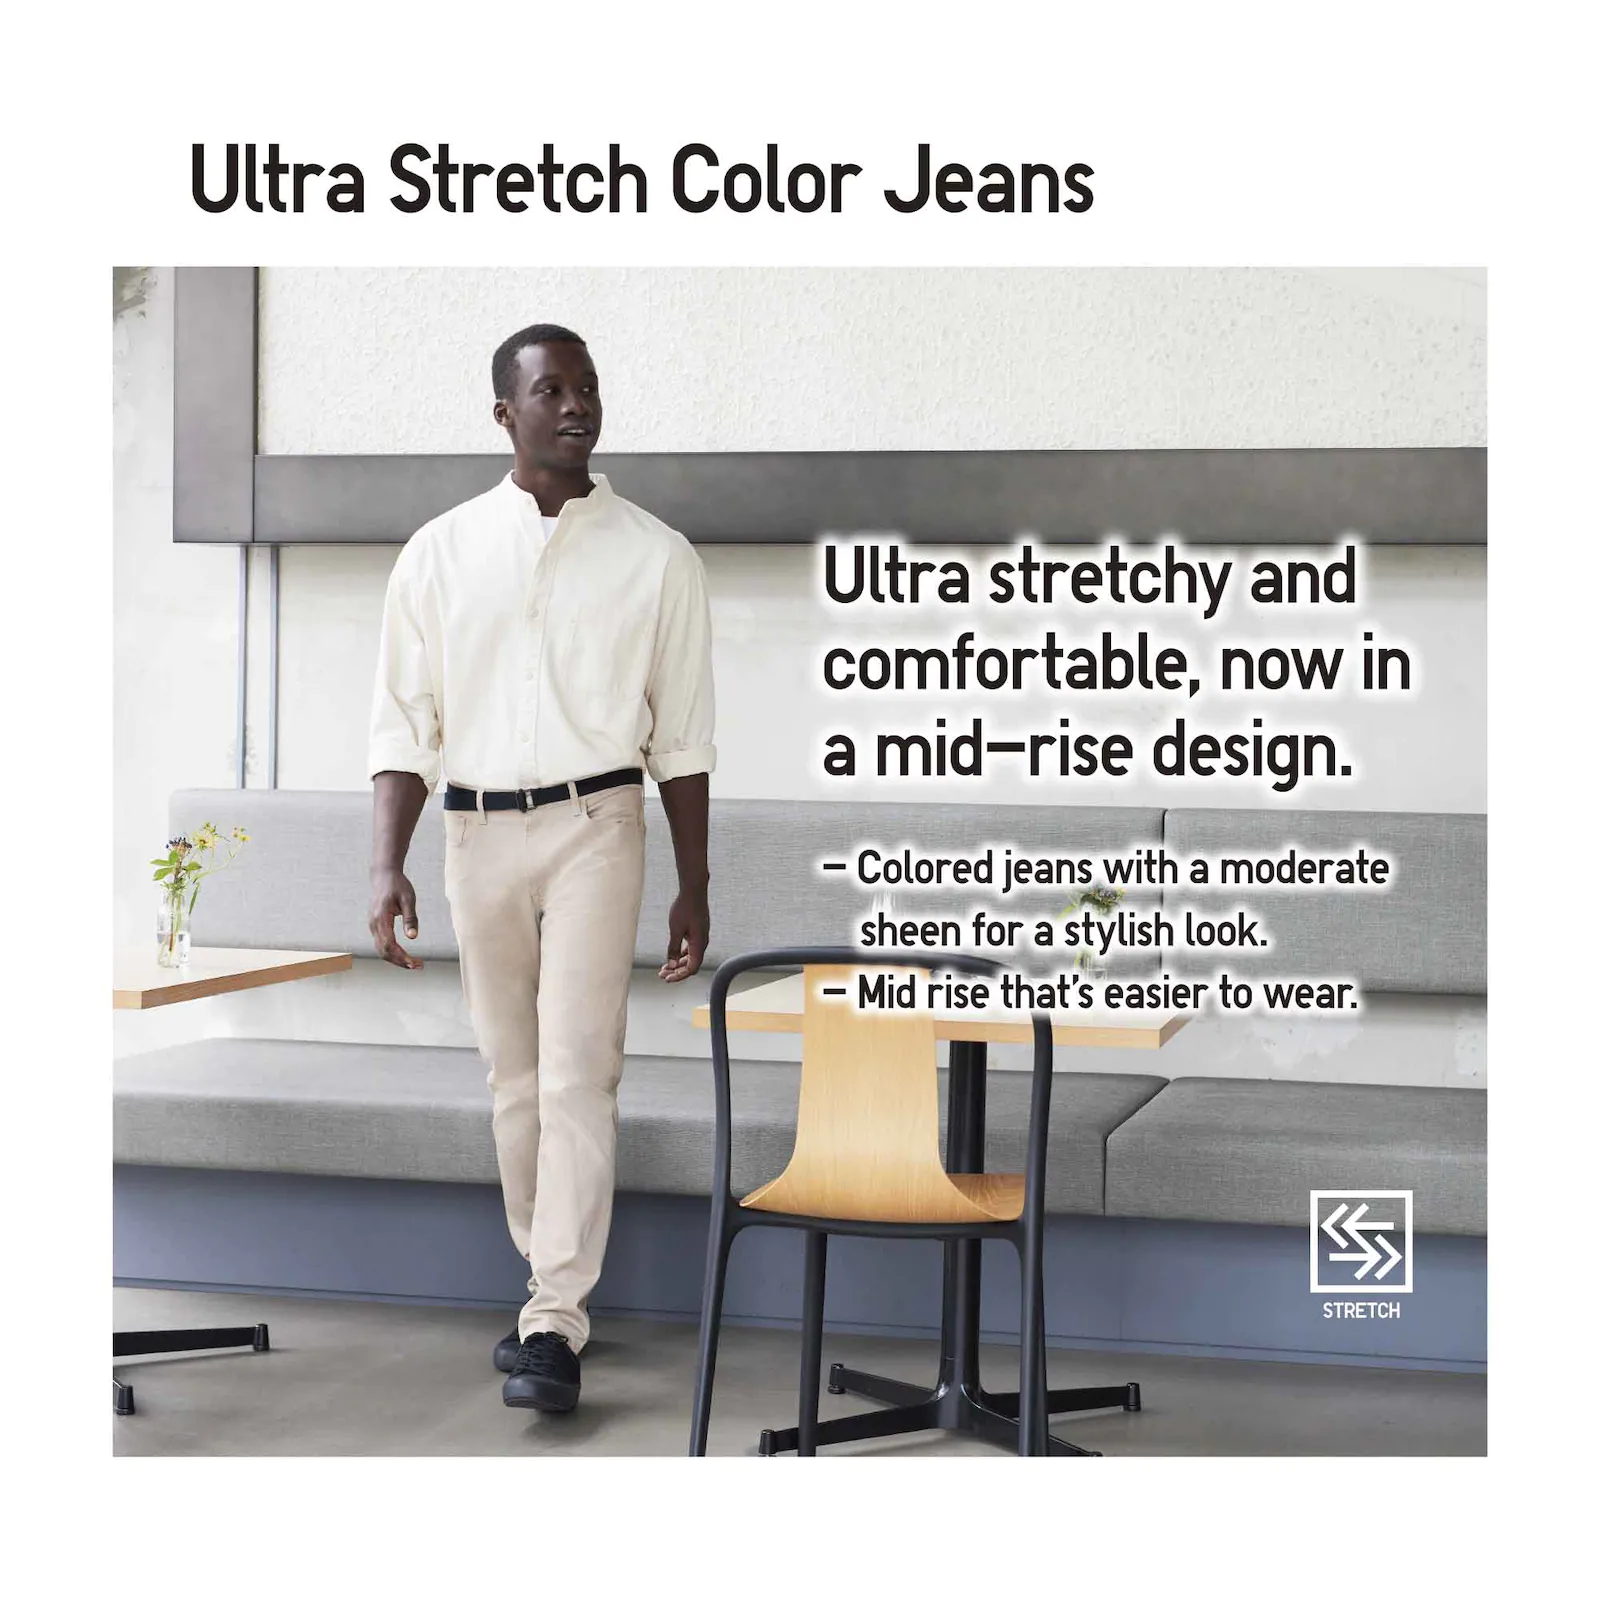 Ultra Stretch Color Jeans
Ultra stretchy and
comfortable, now in
a mid–rise design.
– Colored jeans with a moderate
sheen for a stylish look.
– Mid rise that's easier to wear.
STRETCH